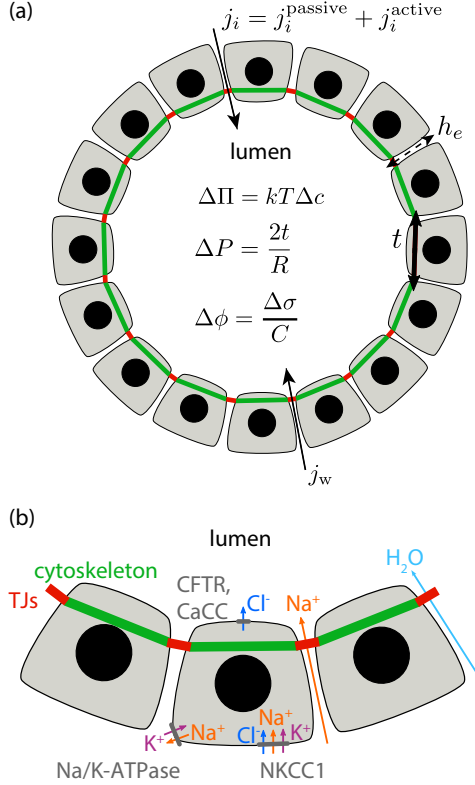 (a)
j_i = j_i^passive + j_i^active
h_e
lumen
ΔΠ = kTΔc
ΔP = 2t/R
t
Δϕ = Δσ/C
j_w
(b)
lumen
H₂O
cytoskeleton
CFTR,
CaCC
TJs
Cl⁻
Na⁺
Na⁺
K⁺
Na⁺
Cl⁻
K⁺
Na/K-ATPase
NKCC1